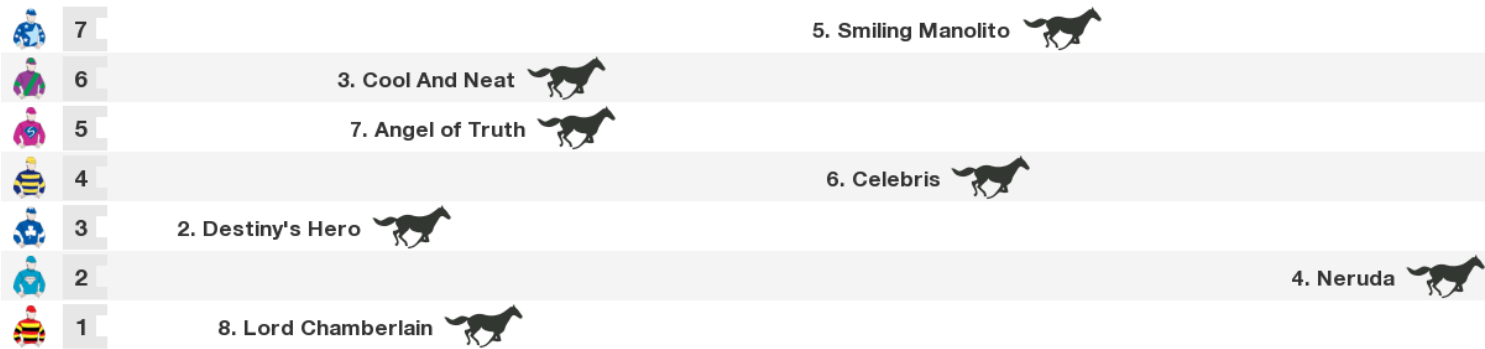 7 5. Smiling Manolito
6 3. Cool And Neat
5 7. Angel of Truth
4 6. Celebris
3 2. Destiny's Hero
2 4. Neruda
1 8. Lord Chamberlain